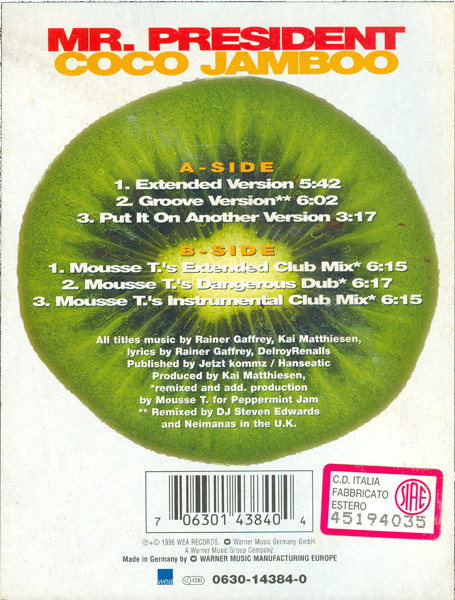 MR. PRESIDENT
COCO JAMBOO
A-SIDE
1. Extended Version 5:42
2. Groove Version** 6:02
3. Put It On Another Version 3:17
B-SIDE
1. Mousse T.'s Extended Club Mix* 6:15
2. Mousse T.'s Dangerous Dub* 6:17
3. Mousse T.'s Instrumental Club Mix* 6:15
All titles music by Rainer Gaffrey, Kai Matthiesen,
lyrics by Rainer Gaffrey, DelroyRenalls
Published by Jetzt kommz / Hanseatic
Produced by Kai Matthiesen,
*remixed and add. production
by Mousse T. for Peppermint Jam
** Remixed by DJ Steven Edwards
and Neimanas in the U.K.
7 06301 43840 4
C.D. ITALIA
FABBRICATO
ESTERO
SIAE
45194035
℗+© 1996 WEA RECORDS. Warner Music Germany GmbH.
A Warner Music Group Company.
Made in Germany by WARNER MUSIC MANUFACTURING EUROPE
wea
0630-14384-0